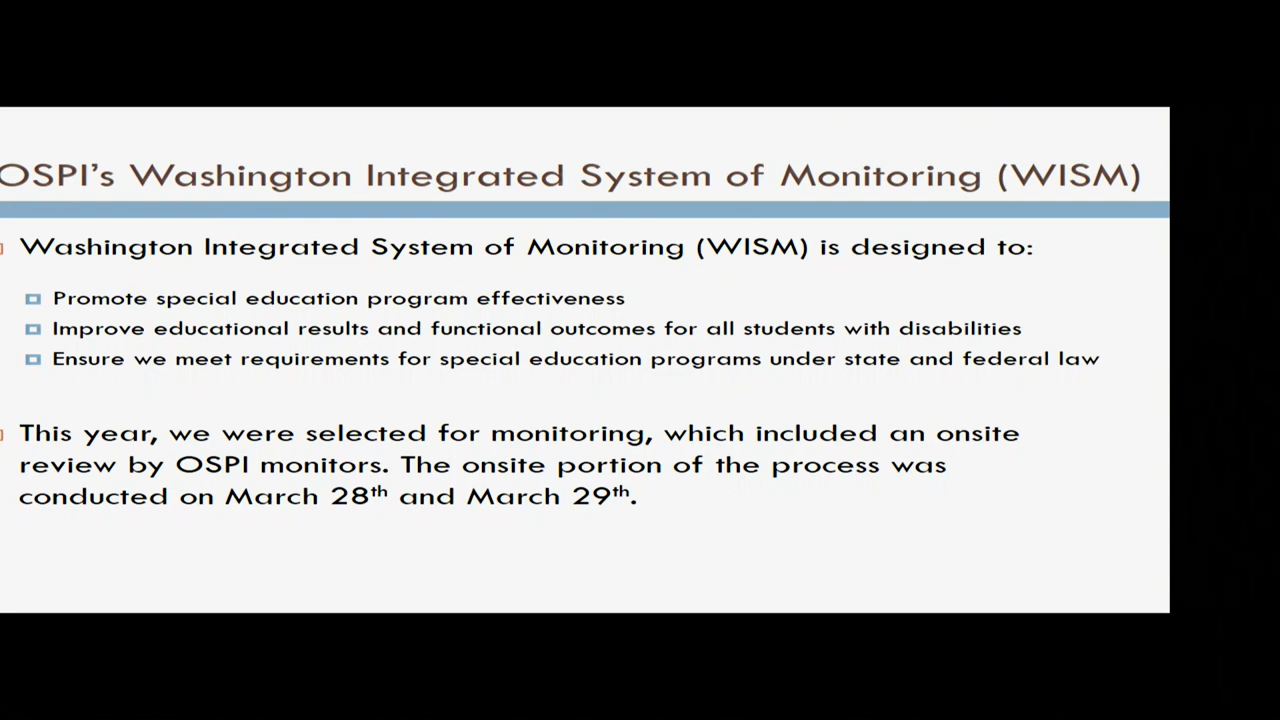 OSPI's Washington Integrated System of Monitoring (WISM)
Washington Integrated System of Monitoring (WISM) is designed to:
Promote special education program effectiveness
Improve educational results and functional outcomes for all students with disabilities
Ensure we meet requirements for special education programs under state and federal law
This year, we were selected for monitoring, which included an onsite
review by OSPI monitors. The onsite portion of the process was
conducted on March 28th and March 29th.